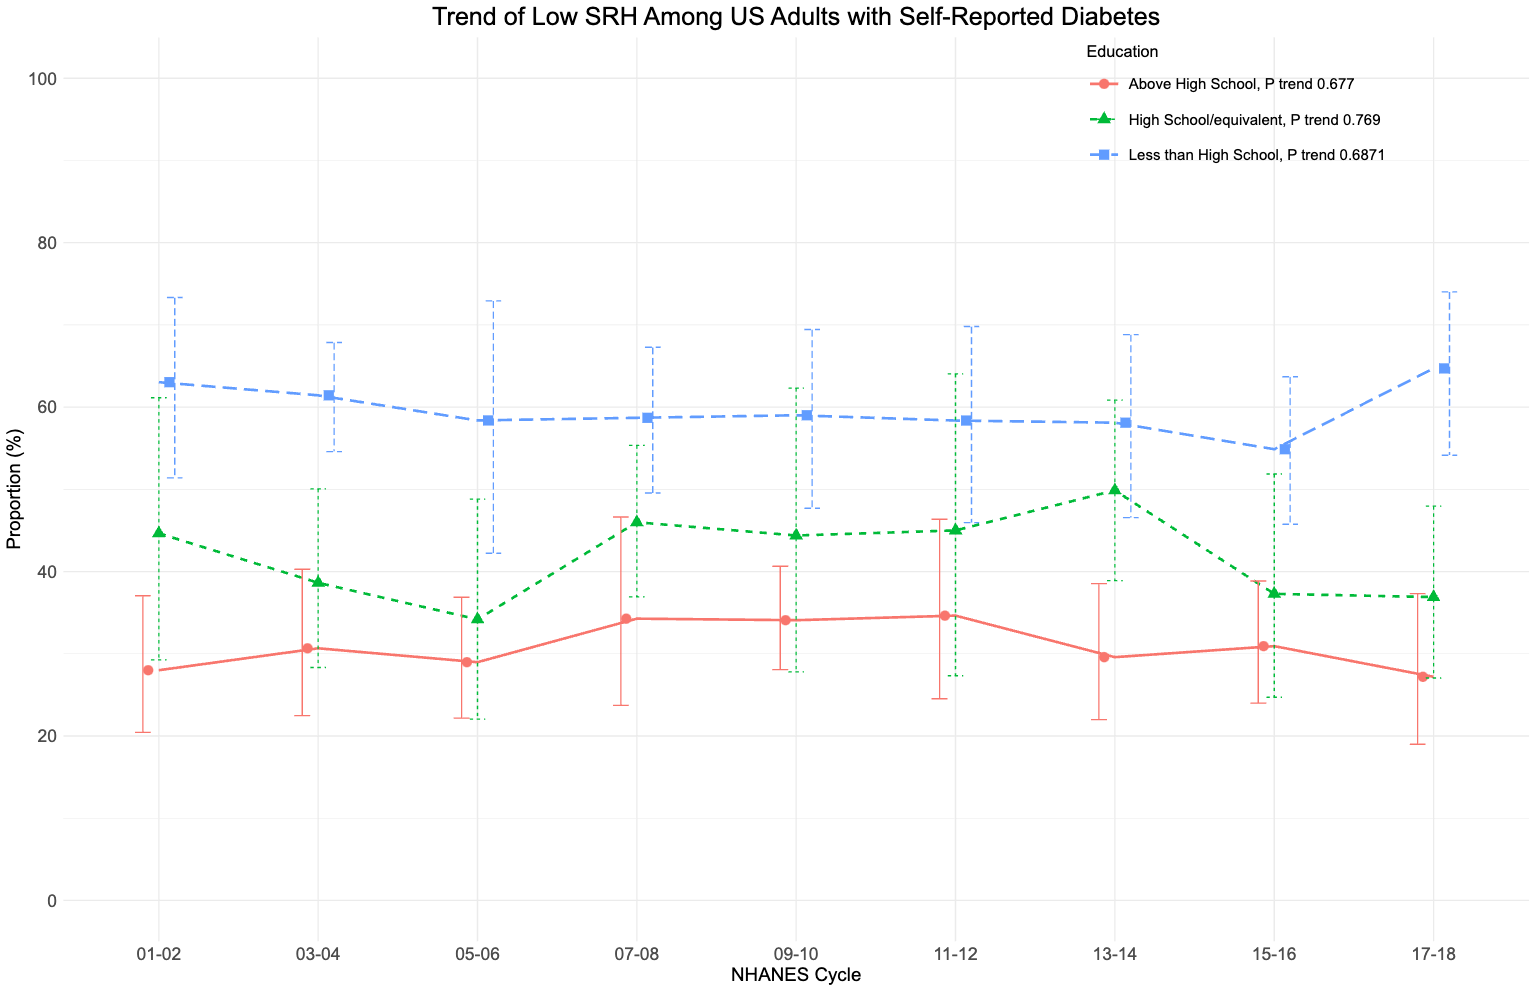 Trend of Low SRH Among US Adults with Self-Reported Diabetes
Education
Above High School, P trend 0.677
High School/equivalent, P trend 0.769
Less than High School, P trend 0.6871
Proportion (%)
100
80
60
40
20
0
01-02 03-04 05-06 07-08 09-10 11-12 13-14 15-16 17-18
NHANES Cycle